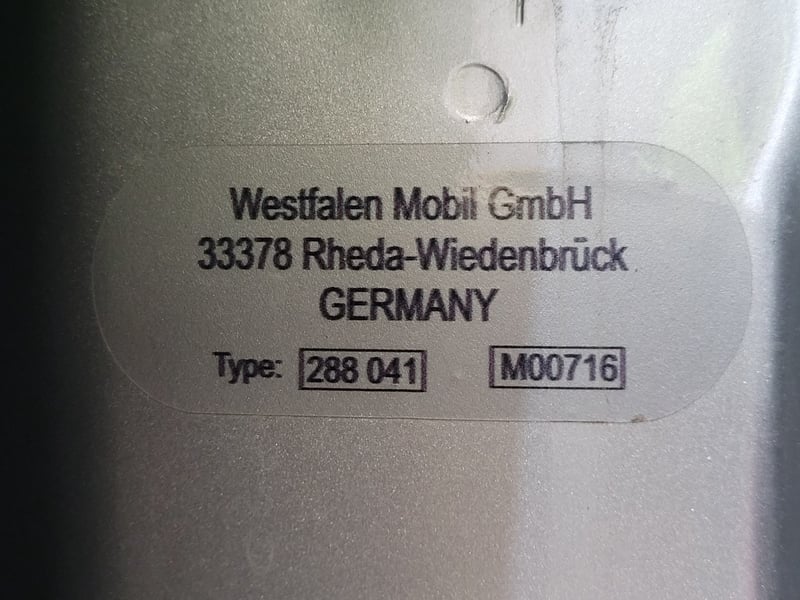 Westfalen Mobil GmbH
33378 Rheda-Wiedenbrück
GERMANY
Type: 288 041 M00716